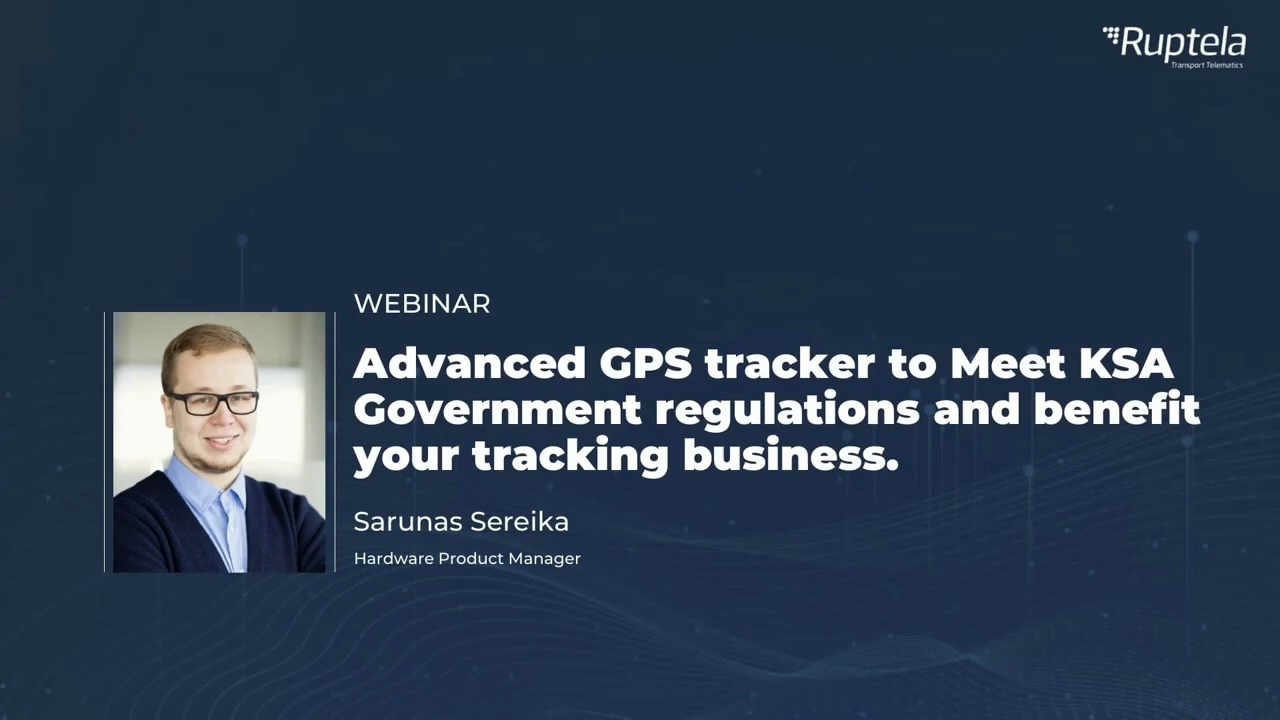 Ruptela
Transport Telematics
WEBINAR
Advanced GPS tracker to Meet KSA
Government regulations and benefit
your tracking business.
Sarunas Sereika
Hardware Product Manager